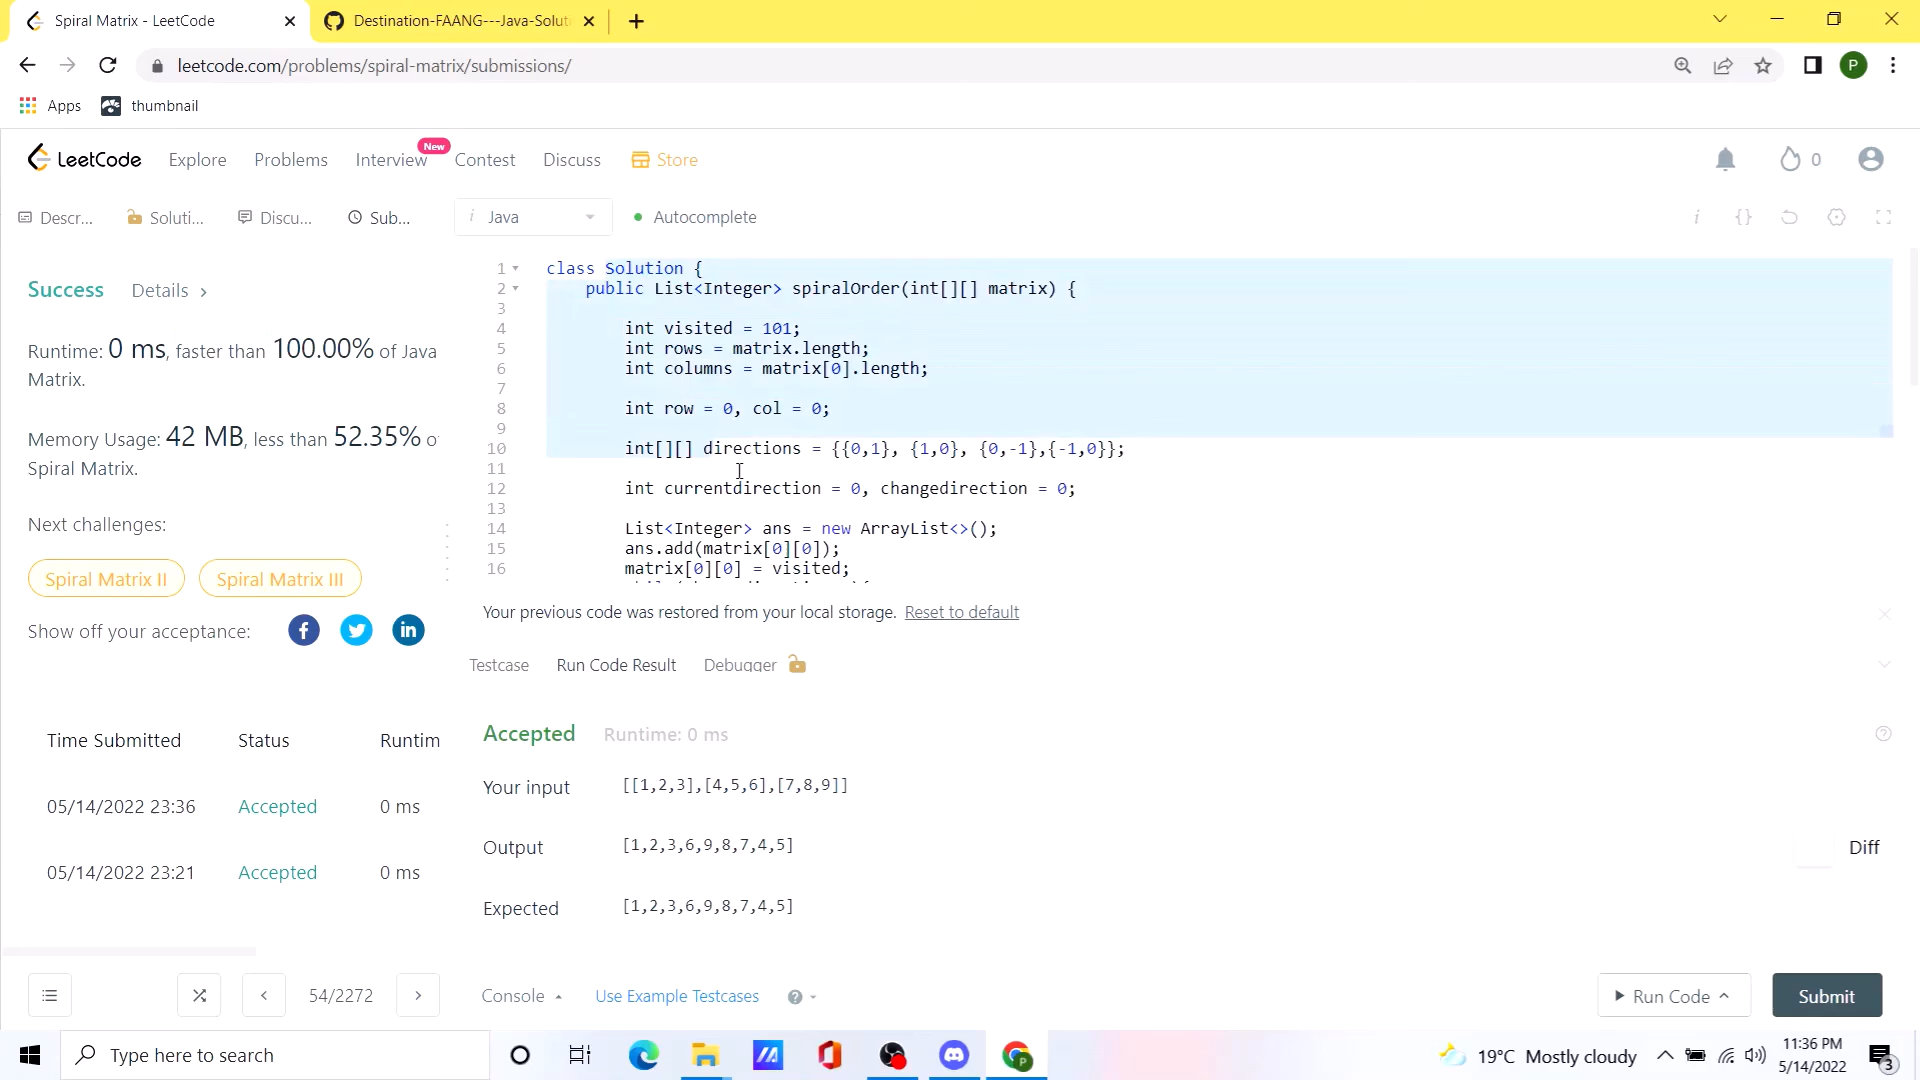 Spiral Matrix - LeetCode
Destination-FAANG---Java-Solut
leetcode.com/problems/spiral-matrix/submissions/
P
Apps
thumbnail
LeetCode
Explore
Problems
Interview
New
Contest
Discuss
Store
0
Descr...
Soluti...
Discu...
Sub...
i Java
Autocomplete
i {}
Success
Details
Runtime: 0 ms, faster than 100.00% of Java
Matrix.
Memory Usage: 42 MB, less than 52.35% o
Spiral Matrix.
Next challenges:
Spiral Matrix II
Spiral Matrix III
Show off your acceptance:
Time Submitted
Status
Runtim
05/14/2022 23:36
Accepted
0 ms
05/14/2022 23:21
Accepted
0 ms
54/2272
1 class Solution {
2 public List<Integer> spiralOrder(int[][] matrix) {
3
4 int visited = 101;
5 int rows = matrix.length;
6 int columns = matrix[0].length;
7
8 int row = 0, col = 0;
9
10 int[][] directions = {{0,1}, {1,0}, {0,-1},{-1,0}};
11
12 int currentdirection = 0, changedirection = 0;
13
14 List<Integer> ans = new ArrayList<>();
15 ans.add(matrix[0][0]);
16 matrix[0][0] = visited;
Your previous code was restored from your local storage. Reset to default
Testcase
Run Code Result
Debugger
Accepted
Runtime: 0 ms
Your input
[[1,2,3],[4,5,6],[7,8,9]]
Output
[1,2,3,6,9,8,7,4,5]
Diff
Expected
[1,2,3,6,9,8,7,4,5]
Console
Use Example Testcases
Run Code
Submit
Type here to search
19°C Mostly cloudy
11:36 PM
5/14/2022
3